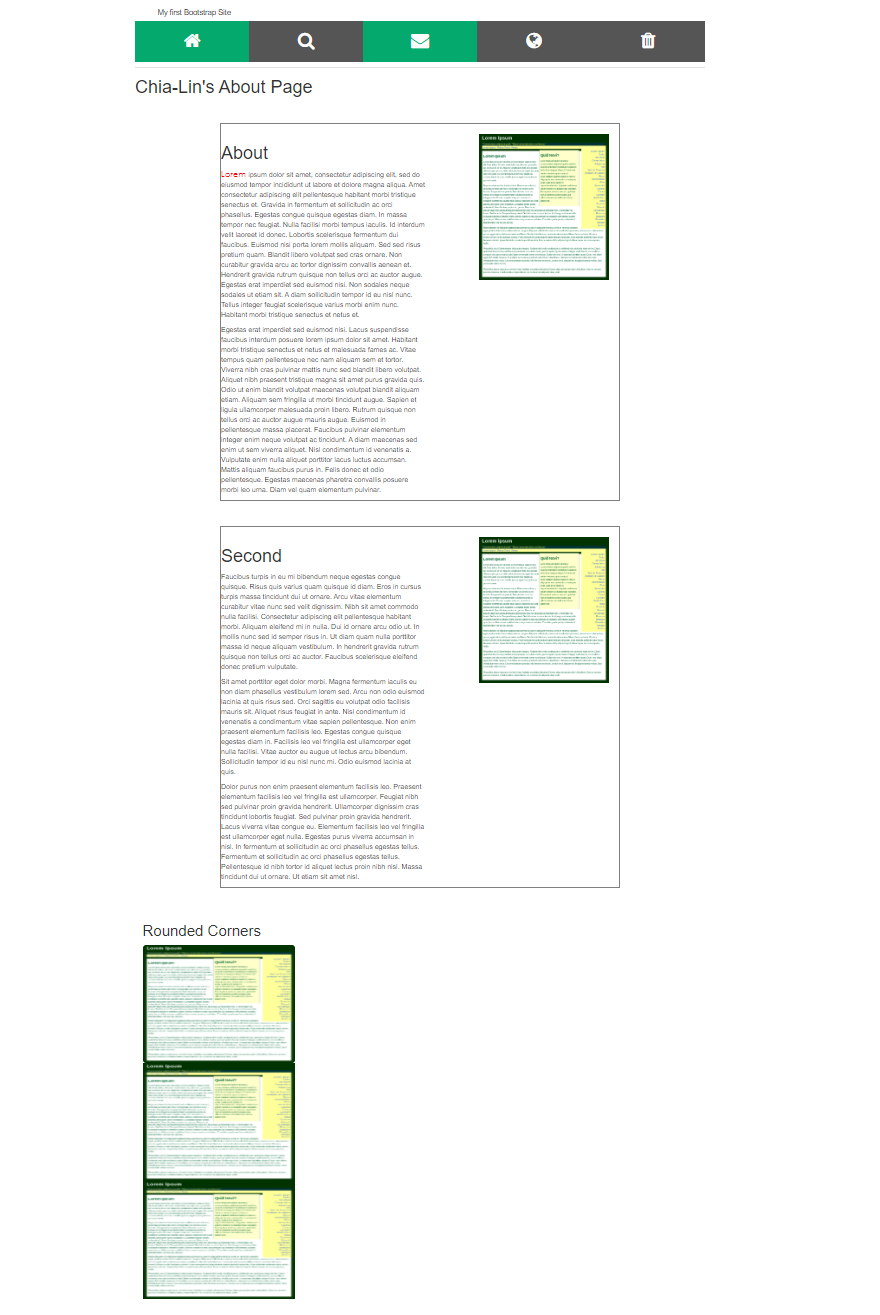 My first Bootstrap Site
Chia-Lin's About Page
About
Lorem ipsum dolor sit amet, consectetur adipiscing elit, sed do
eiusmod tempor incididunt ut labore et dolore magna aliqua. Amet
consectetur adipiscing elit pellentesque habitant morbi tristique
senectus et. Gravida in fermentum et sollicitudin ac orci
phasellus. Egestas congue quisque egestas diam. In massa
tempor nec feugiat. Nulla facilisi morbi tempus iaculis. Id interdum
velit laoreet id donec. Lobortis scelerisque fermentum dui
faucibus. Euismod nisi porta lorem mollis aliquam. Sed sed risus
pretium quam. Blandit libero volutpat sed cras ornare. Non
curabitur gravida arcu ac tortor dignissim convallis aenean et.
Hendrerit gravida rutrum quisque non tellus orci ac auctor augue.
Egestas erat imperdiet sed euismod nisi. Non sodales neque
sodales ut etiam sit. A diam sollicitudin tempor id eu nisl nunc.
Tellus integer feugiat scelerisque varius morbi enim nunc.
Habitant morbi tristique senectus et netus et.
Egestas erat imperdiet sed euismod nisi. Lacus suspendisse
faucibus interdum posuere lorem ipsum dolor sit amet. Habitant
morbi tristique senectus et netus et malesuada fames ac. Vitae
tempus quam pellentesque nec nam aliquam sem et tortor.
Viverra nibh cras pulvinar mattis nunc sed blandit libero volutpat.
Aliquet nibh praesent tristique magna sit amet purus gravida quis.
Odio ut enim blandit volutpat maecenas volutpat blandit aliquam
etiam. Aliquam sem fringilla ut morbi tincidunt augue. Sapien et
ligula ullamcorper malesuada proin libero. Rutrum quisque non
tellus orci ac auctor augue mauris augue. Euismod in
pellentesque massa placerat. Faucibus pulvinar elementum
integer enim neque volutpat ac tincidunt. A diam maecenas sed
enim ut sem viverra aliquet. Nisl condimentum id venenatis a.
Vulputate enim nulla aliquet porttitor lacus luctus accumsan.
Mattis aliquam faucibus purus in. Felis donec et odio
pellentesque. Egestas maecenas pharetra convallis posuere
morbi leo urna. Diam vel quam elementum pulvinar.
Lorem Ipsum
Second
Faucibus turpis in eu mi bibendum neque egestas congue
quisque. Risus quis varius quam quisque id diam. Eros in cursus
turpis massa tincidunt dui ut ornare. Arcu vitae elementum
curabitur vitae nunc sed velit dignissim. Nibh sit amet commodo
nulla facilisi. Consectetur adipiscing elit pellentesque habitant
morbi. Aliquam eleifend mi in nulla. Dui id ornare arcu odio ut. In
mollis nunc sed id semper risus in. Ut diam quam nulla porttitor
massa id neque aliquam vestibulum. In hendrerit gravida rutrum
quisque non tellus orci ac auctor. Faucibus scelerisque eleifend
donec pretium vulputate.
Sit amet porttitor eget dolor morbi. Magna fermentum iaculis eu
non diam phasellus vestibulum lorem sed. Arcu non odio euismod
lacinia at quis risus sed. Orci sagittis eu volutpat odio facilisis
mauris sit. Aliquet risus feugiat in ante. Nisl condimentum id
venenatis a condimentum vitae sapien pellentesque. Non enim
praesent elementum facilisis leo. Egestas congue quisque
egestas diam in. Facilisis leo vel fringilla est ullamcorper eget
nulla facilisi. Vitae auctor eu augue ut lectus arcu bibendum.
Sollicitudin tempor id eu nisl nunc mi. Odio euismod lacinia at
quis.
Dolor purus non enim praesent elementum facilisis leo. Praesent
elementum facilisis leo vel fringilla est ullamcorper. Feugiat nibh
sed pulvinar proin gravida hendrerit. Ullamcorper dignissim cras
tincidunt lobortis feugiat. Sed pulvinar proin gravida hendrerit.
Lacus viverra vitae congue eu. Elementum facilisis leo vel fringilla
est ullamcorper eget nulla. Egestas purus viverra accumsan in
nisi. In fermentum et sollicitudin ac orci phasellus egestas tellus.
Fermentum et sollicitudin ac orci phasellus egestas tellus.
Pellentesque id nibh tortor id aliquet lectus proin nibh nisl. Massa
tincidunt dui ut ornare. Ut etiam sit amet nisl.
Lorem Ipsum
Rounded Corners
Lorem Ipsum
Lorem Ipsum
Lorem Ipsum